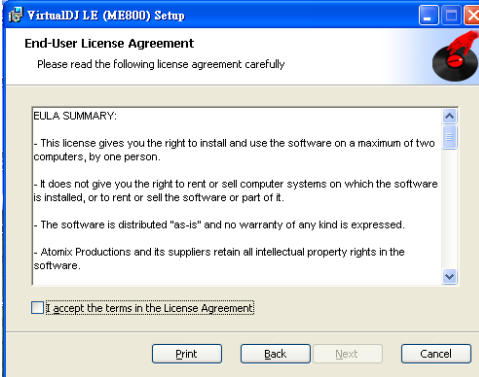 VirtualDJ LE (ME800) Setup
End-User License Agreement
Please read the following license agreement carefully
EULA SUMMARY:
- This license gives you the right to install and use the software on a maximum of two
computers, by one person.
- It does not give you the right to rent or sell computer systems on which the software
is installed, or to rent or sell the software or part of it.
- The software is distributed "as-is" and no warranty of any kind is expressed.
- Atomix Productions and its suppliers retain all intellectual property rights in the
software.
I accept the terms in the License Agreement
Print Back Next Cancel